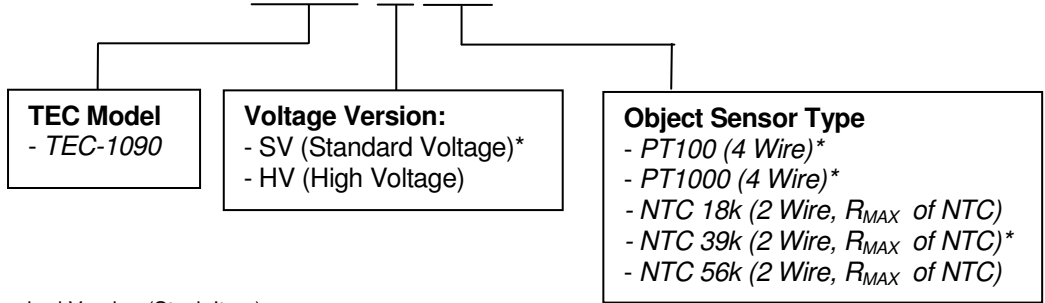 TEC Model
- TEC-1090
Voltage Version:
- SV (Standard Voltage)*
- HV (High Voltage)
Object Sensor Type
- PT100 (4 Wire)*
- PT1000 (4 Wire)*
- NTC 18k (2 Wire, RMAX of NTC)
- NTC 39k (2 Wire, RMAX of NTC)*
- NTC 56k (2 Wire, RMAX of NTC)